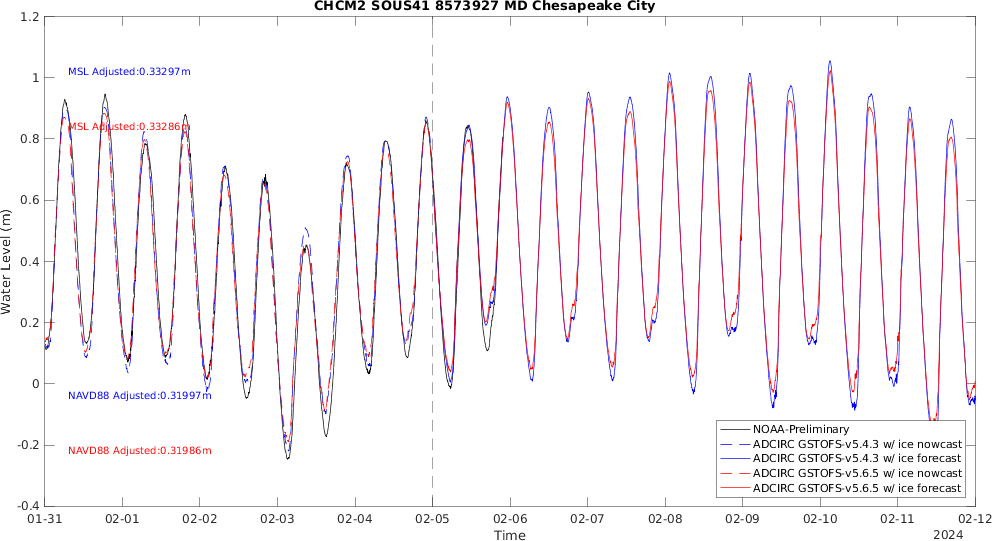 CHCM2 SOUS41 8573927 MD Chesapeake City
1.2
1
0.8
0.6
0.4
0.2
0
-0.2
-0.4
Water Level (m)
MSL Adjusted:0.33297m
MSL Adjusted:0.33286m
NAVD88 Adjusted:0.31997m
NAVD88 Adjusted:0.31986m
NOAA-Preliminary
ADCIRC GSTOFS-v5.4.3 w/ ice nowcast
ADCIRC GSTOFS-v5.4.3 w/ ice forecast
ADCIRC GSTOFS-v5.6.5 w/ ice nowcast
ADCIRC GSTOFS-v5.6.5 w/ ice forecast
01-31 02-01 02-02 02-03 02-04 02-05 02-06 02-07 02-08 02-09 02-10 02-11 02-12
Time
2024